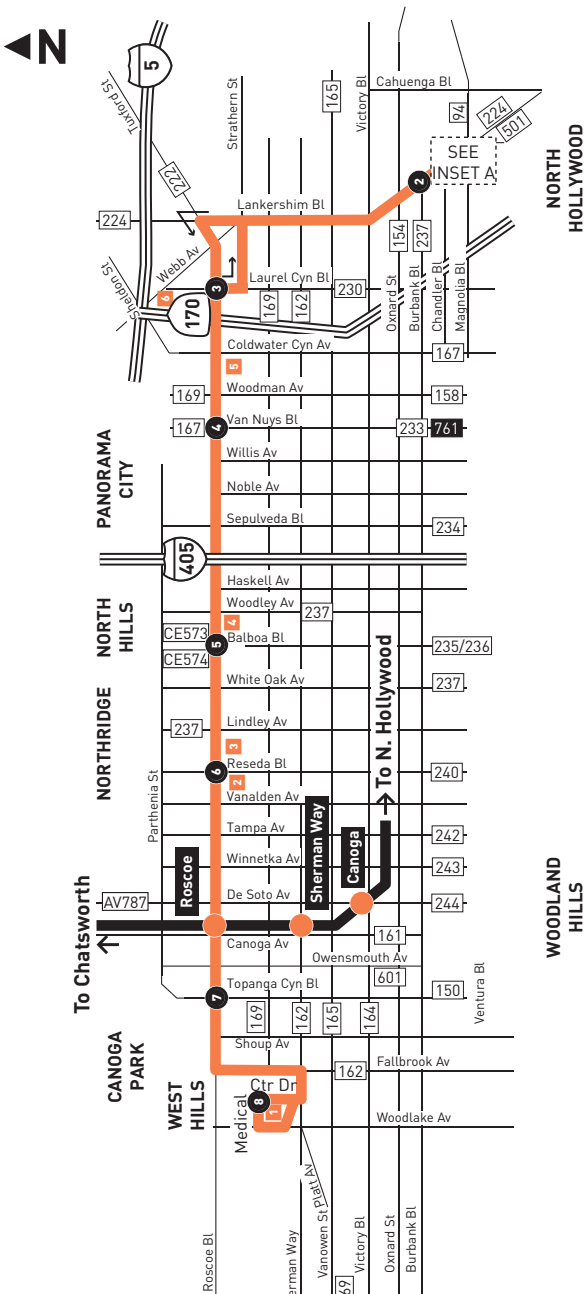 N
5
Tuxford St
222
Strathern St
165
Victory Bl
Cahuenga Bl
94
224
501
SEE
INSET A
NORTH
HOLLYWOOD
2
Lankershim Bl
224
Webb Av
154
237
Sheldon St
6
170
3
Laurel Cyn Bl
230
169
162
Oxnard St
Burbank Bl
Chandler Bl
Magnolia Bl
Coldwater Cyn Av
167
5
169
Woodman Av
158
167
4
Van Nuys Bl
233
761
PANORAMA
CITY
Willis Av
Noble Av
Sepulveda Bl
234
405
Haskell Av
Woodley Av
237
NORTH
HILLS
CE573
CE574
4
5
Balboa Bl
235/236
To N. Hollywood
White Oak Av
237
NORTHRIDGE
237
Lindley Av
3
6
Reseda Bl
240
2
Parthenia St
Vanalden Av
Tampa Av
242
Roscoe
Sherman Way
Canoga
Winnetka Av
243
AV787
De Soto Av
244
WOODLAND
HILLS
To Chatsworth
Canoga Av
161
Owensmouth Av
601
7
Topanga Cyn Bl
150
Ventura Bl
169
162
165
164
CANOGA
PARK
Shoup Av
162
Fallbrook Av
WEST
HILLS
Medical
Ctr Dr
8
1
Woodlake Av
Platt Av
Roscoe Bl
erman Way
Vanowen St
69
Victory Bl
Oxnard St
Burbank Bl